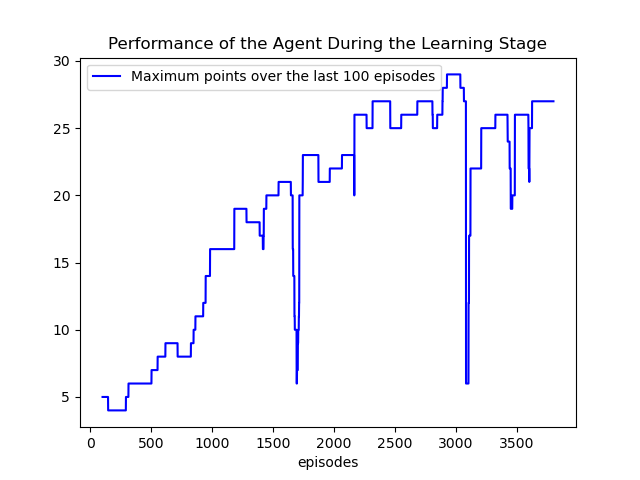 Performance of the Agent During the Learning Stage
Maximum points over the last 100 episodes
30
25
20
15
10
5
0 500 1000 1500 2000 2500 3000 3500
episodes